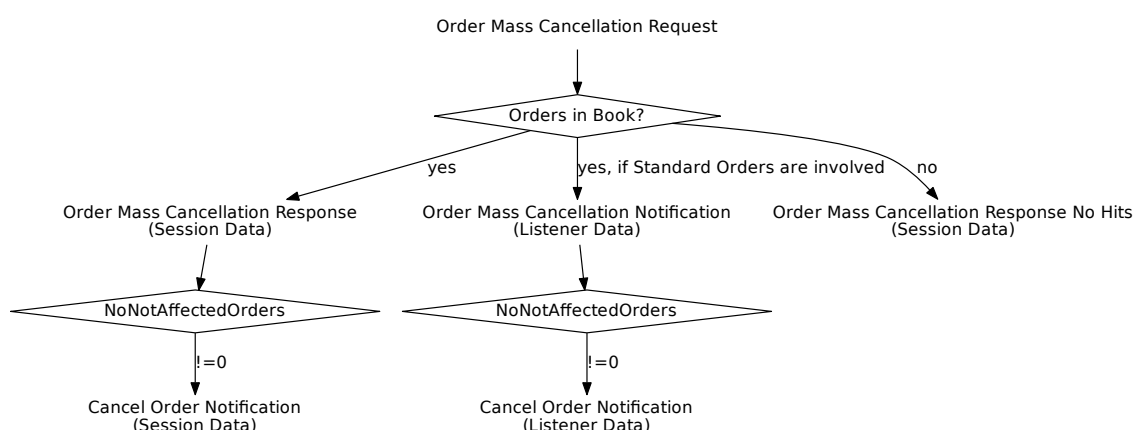 Order Mass Cancellation Request
Orders in Book?
yes
yes, if Standard Orders are involved
no
Order Mass Cancellation Response
(Session Data)
Order Mass Cancellation Notification
(Listener Data)
Order Mass Cancellation Response No Hits
(Session Data)
NoNotAffectedOrders
NoNotAffectedOrders
!=0
!=0
Cancel Order Notification
(Session Data)
Cancel Order Notification
(Listener Data)